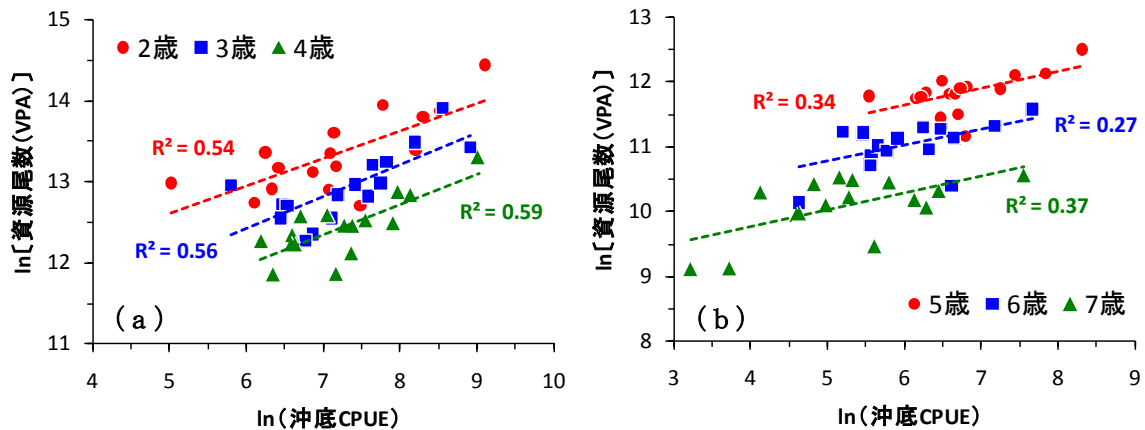 15
14
13
12
11
4 5 6 7 8 9 10
ln[資源尾数(VPA)]
ln(沖底CPUE)
2歳 3歳 4歳
R² = 0.54
R² = 0.56
R² = 0.59
(a)
13
12
11
10
9
8
3 4 5 6 7 8 9
ln[資源尾数(VPA)]
ln(沖底CPUE)
R² = 0.34
R² = 0.27
R² = 0.37
5歳 6歳 7歳
(b)